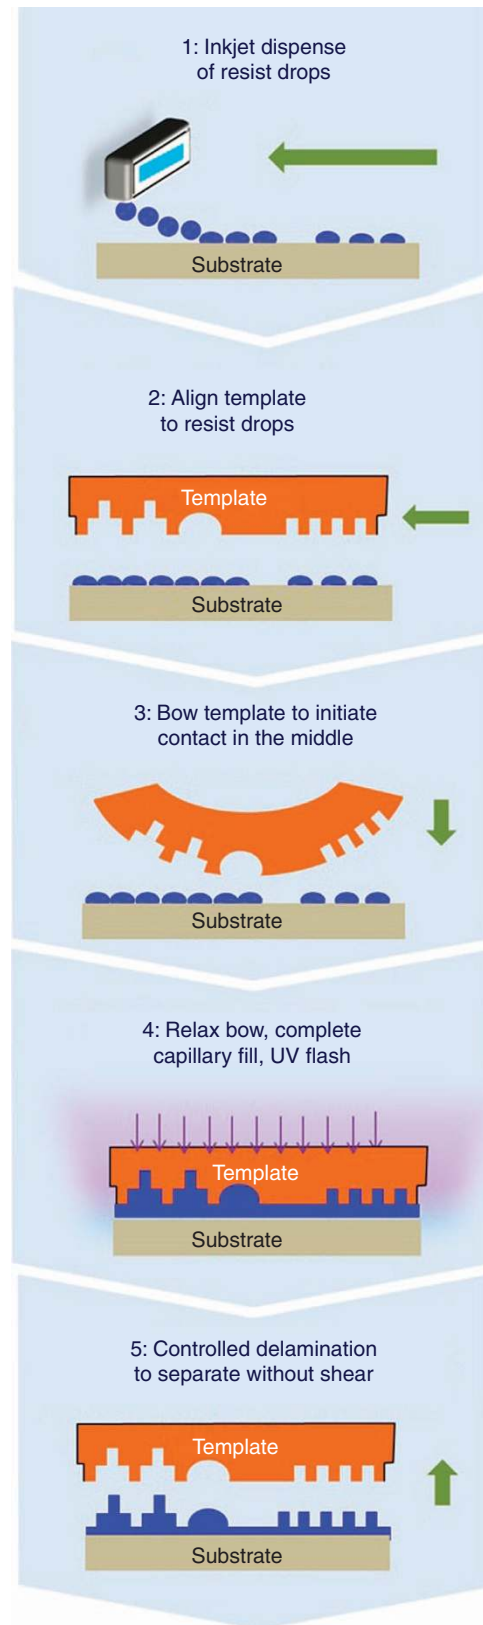 1: Inkjet dispense
of resist drops
Substrate
2: Align template
to resist drops
Template
Substrate
3: Bow template to initiate
contact in the middle
Substrate
4: Relax bow, complete
capillary fill, UV flash
Template
Substrate
5: Controlled delamination
to separate without shear
Template
Substrate